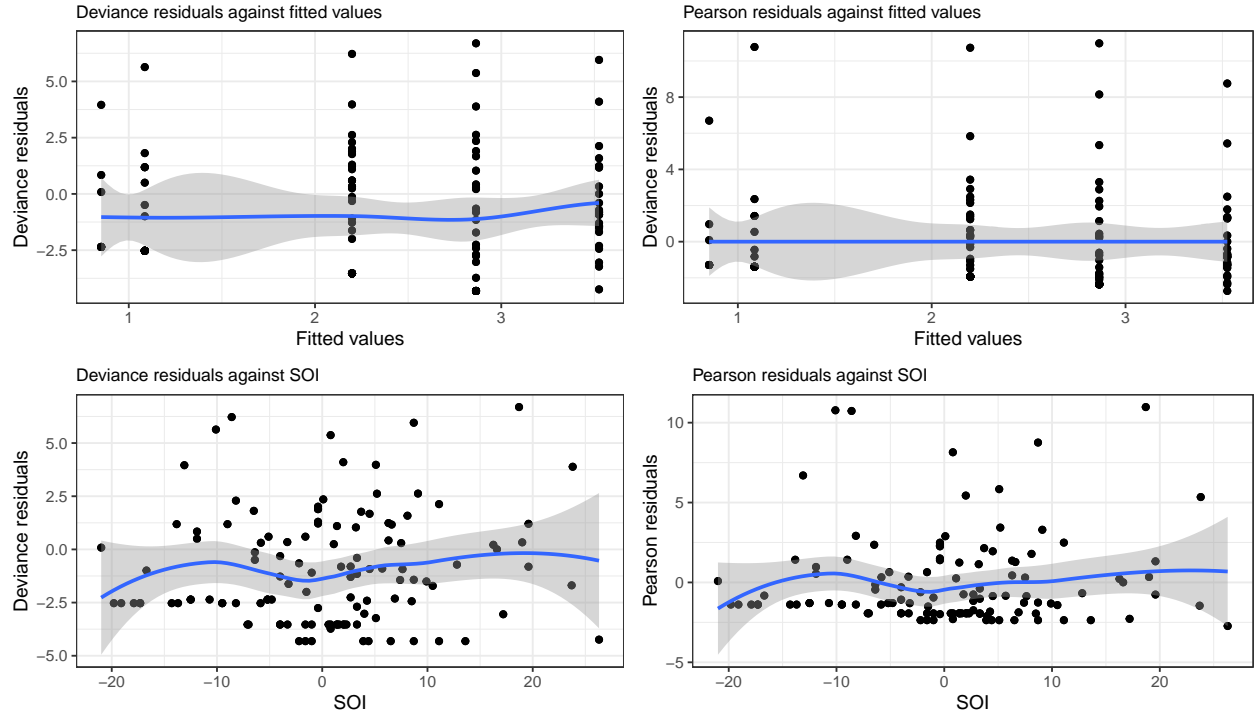 Deviance residuals against fitted values
Deviance residuals
5.0
2.5
0.0
−2.5
1
2
3
Fitted values
Pearson residuals against fitted values
Deviance residuals
8
4
0
1
2
3
Fitted values
Deviance residuals against SOI
Deviance residuals
5.0
2.5
0.0
−2.5
−5.0
−20
−10
0
10
20
SOI
Pearson residuals against SOI
Pearson residuals
10
5
0
−5
−20
−10
0
10
20
SOI